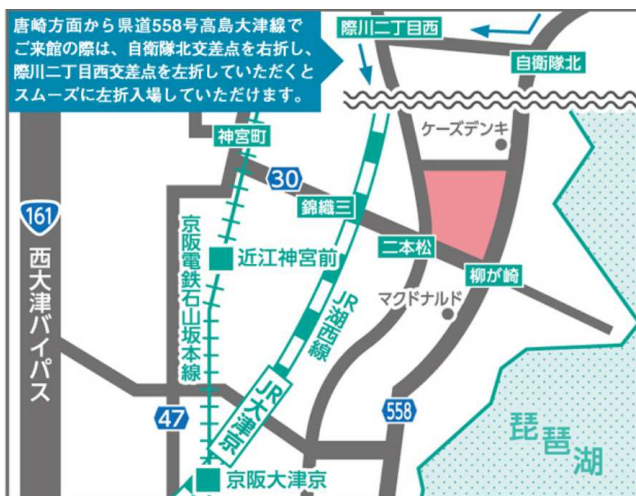 唐崎方面から県道558号高島大津線で
ご来館の際は、自衛隊北交差点を右折し、
際川二丁目西交差点を左折していただくと
スムーズに左折入場していただけます。
際川二丁目西
自衛隊北
ケーズデンキ
神宮町
30
錦織三
161
西大津バイパス
京阪電鉄石山坂本線
近江神宮前
二本松
柳が崎
マクドナルド
JR湖西線
JR大津京
47
558
琵琶湖
京阪大津京